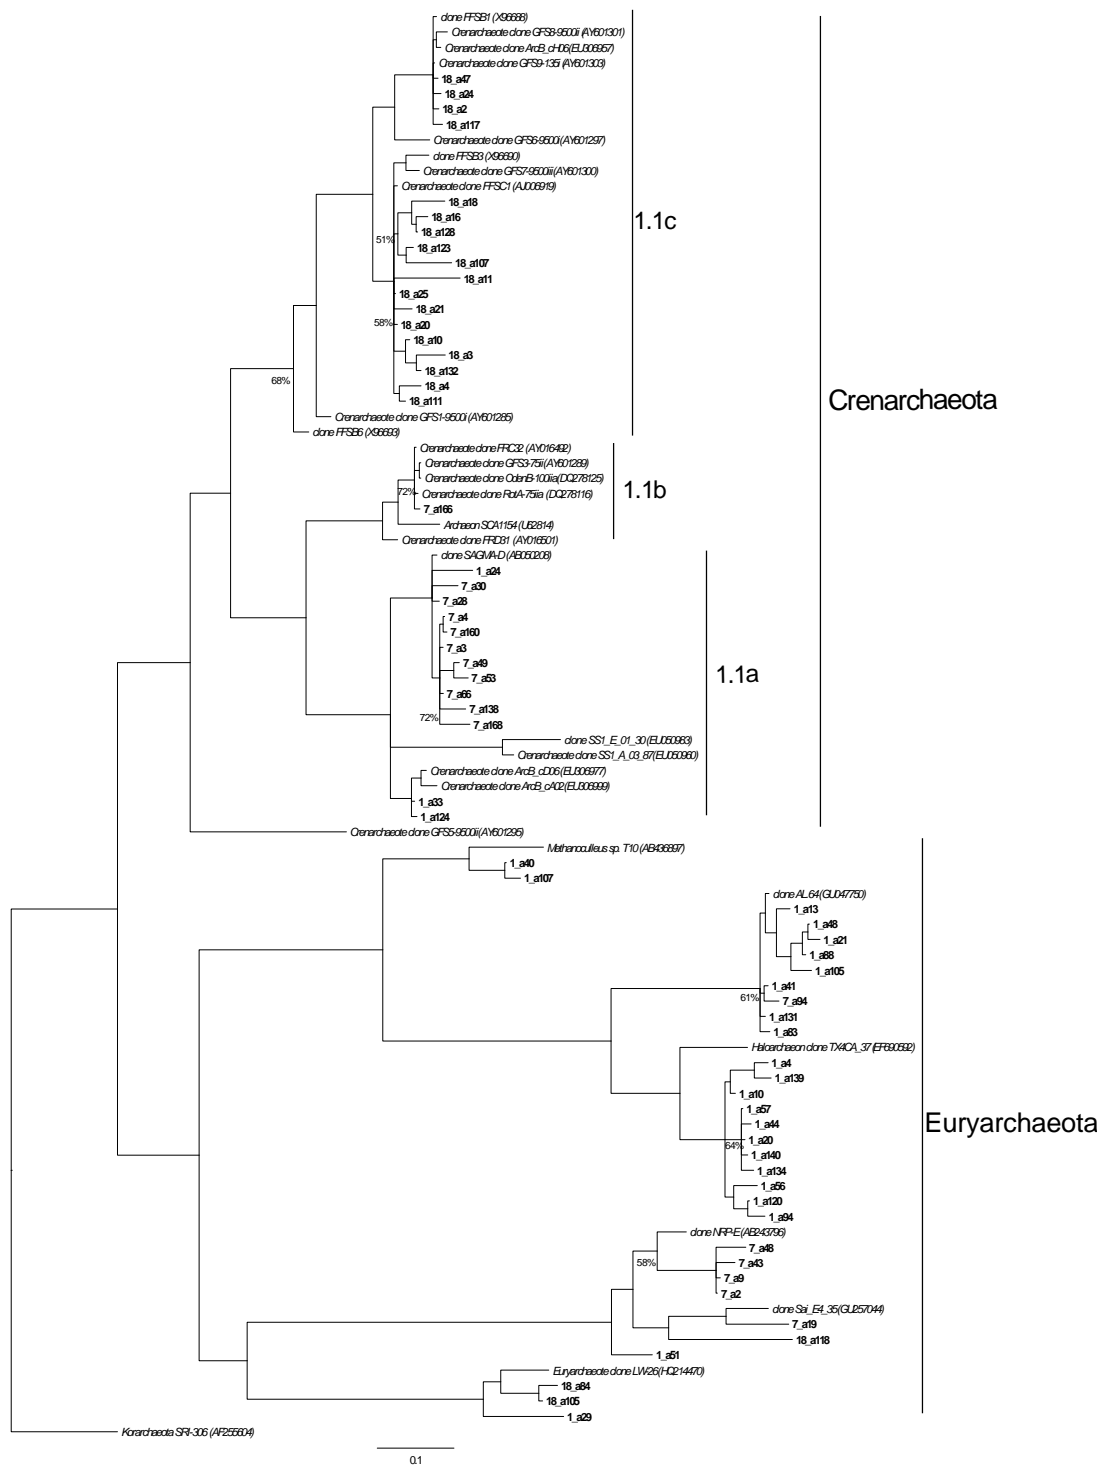 clone FFSB1 (X96688)
Crenarchaeote clone GFS8-9500ii (AY601301)
Crenarchaeote clone ArcB_cH06(EU306957)
Crenarchaeote clone GFS9-135i (AY601303)
18_a47
18_a24
18_a2
18_a117
Crenarchaeote clone GFS6-9500i(AY601297)
clone FFSB3 (X96690)
Crenarchaeote clone GFS7-9500iii(AY601300)
Crenarchaeote clone FFSC1 (AJ006919)
18_a18
1.1c
18_a16
18_a128
51%
18_a123
18_a107
18_a11
18_a25
18_a21
58%
18_a20
18_a10
18_a3
18_a132
68%
18_a4
18_a111
Crenarchaeota
Crenarchaeote clone GFS1-9500i (AY601285)
clone FFSB6 (X96693)
Crenarchaeote clone FRC32 (AY016492)
Crenarchaeote clone GFS3-75ii(AY601289)
Crenarchaeote clone OdenB-100iia(DQ278125)
1.1b
72%
Crenarchaeote clone RotA-75iia (DQ278116)
7_a166
Archaeon SCA1154 (U62814)
Crenarchaeote clone FRD31 (AY016501)
clone SAGMA-D (AB050208)
1_a24
7_a30
7_a28
7_a4
7_a160
7_a3
7_a49
1.1a
7_a53
7_a66
7_a138
72%
7_a168
clone SS1_E_01_30 (EU050983)
Crenarchaeote clone SS1_A_03_87(EU050960)
Crenarchaeote clone ArcB_cD06 (EU306977)
Crenarchaeote clone ArcB_cA02(EU306999)
1_a33
1_a124
Crenarchaeote clone GFS5-9500ii(AY601295)
Methanoculleus sp. T10 (AB436897)
1_a40
1_a107
clone AL64 (GU047750)
1_a13
1_a48
1_a21
1_a88
1_a105
1_a41
61%
7_a94
1_a131
1_a83
Haloarchaeon clone TX4CA_37 (EF690592)
1_a4
1_a139
1_a10
1_a57
1_a44
Euryarchaeota
1_a20
64%
1_a140
1_a134
1_a56
1_a120
1_a94
clone NRP-E (AB243796)
7_a48
58%
7_a43
7_a9
7_a2
clone Sai_E4_35(GU257044)
7_a19
18_a118
1_a51
Euryarchaeote clone LW-26(HQ214470)
18_a84
18_a105
1_a29
Korarchaeota SRI-306 (AF255604)
0.1